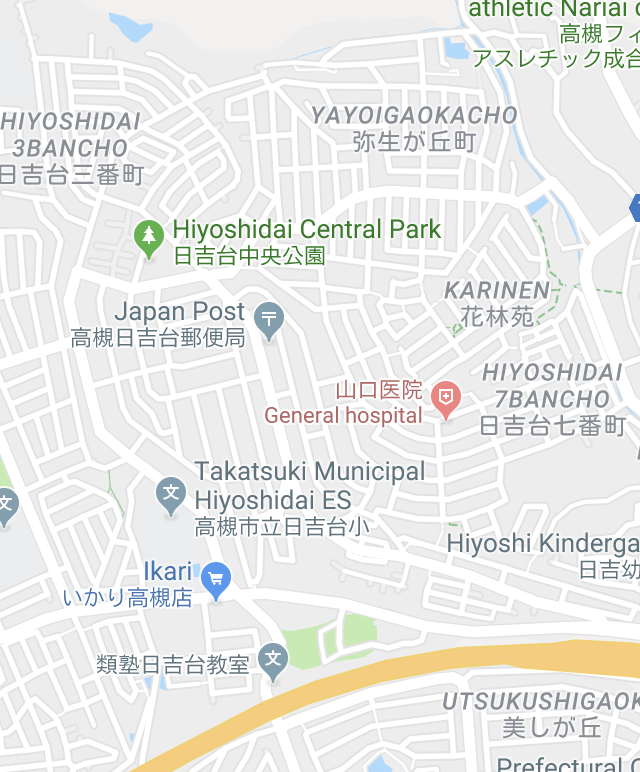 athletic Nariai
高槻フィ
アスレチック成合
YAYOIGAOKACHO
弥生が丘町
HIYOSHIDAI
3BANCHO
日吉台三番町
Hiyoshidai Central Park
日吉台中央公園
KARINEN
花林苑
Japan Post
高槻日吉台郵便局
HIYOSHIDAI
7BANCHO
日吉台七番町
山口医院
General hospital
Takatsuki Municipal
Hiyoshidai ES
高槻市立日吉台小
文
文
Hiyoshi Kinderga
日吉幼
Ikari
いかり高槻店
類塾日吉台教室
文
UTSUKUSHIGAOK
美しが丘
Prefectural